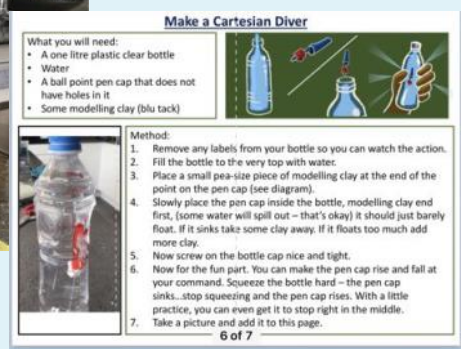 Make a Cartesian Diver
What you will need:
• A one litre plastic clear bottle
• Water
• A ball point pen cap that does not
have holes in it
• Some modelling clay (blu tack)
Method:
1. Remove any labels from your bottle so you can watch the action.
2. Fill the bottle to the very top with water.
3. Place a small pea-size piece of modelling clay at the end of the
point on the pen cap (see diagram).
4. Slowly place the pen cap inside the bottle, modelling clay end
first, (some water will spill out – that's okay) it should just barely
float. If it sinks take some clay away. If it floats too much add
more clay.
5. Now screw on the bottle cap nice and tight.
6. Now for the fun part. You can make the pen cap rise and fall at
your command. Squeeze the bottle hard – the pen cap
sinks...stop squeezing and the pen cap rises. With a little
practice, you can even get it to stop right in the middle.
7. Take a picture and add it to this page.
6 of 7